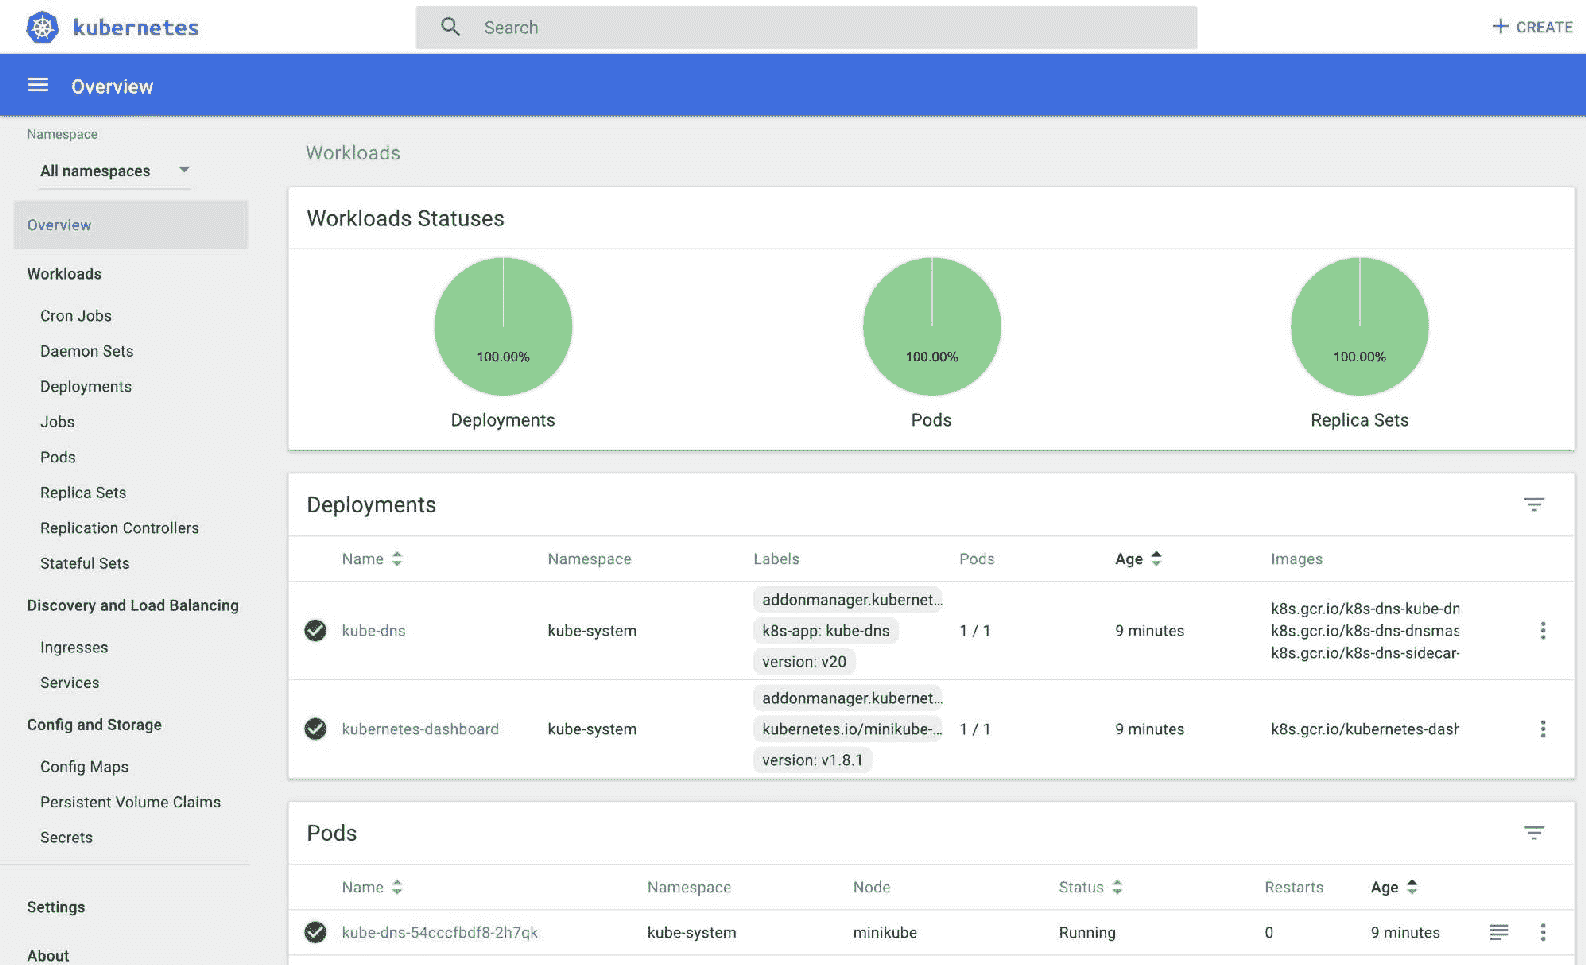 kubernetes
Search
+ CREATE
Overview
Namespace
All namespaces
Overview
Workloads
Cron Jobs
Daemon Sets
Deployments
Jobs
Pods
Replica Sets
Replication Controllers
Stateful Sets
Discovery and Load Balancing
Ingresses
Services
Config and Storage
Config Maps
Persistent Volume Claims
Secrets
Settings
About
Workloads
Workloads Statuses
100.00% 100.00% 100.00%
Deployments Pods Replica Sets
Deployments
Name Namespace Labels Pods Age Images
kube-dns kube-system addonmanager.kubernet… 1 / 1 9 minutes k8s.gcr.io/k8s-dns-kube-dn
k8s-app: kube-dns k8s.gcr.io/k8s-dns-dnsmas
version: v20 k8s.gcr.io/k8s-dns-sidecar-
kubernetes-dashboard kube-system addonmanager.kubernet… 1 / 1 9 minutes k8s.gcr.io/kubernetes-dash
kubernetes.io/minikube-…
version: v1.8.1
Pods
Name Namespace Node Status Restarts Age
kube-dns-54cccfbdf8-2h7qk kube-system minikube Running 0 9 minutes